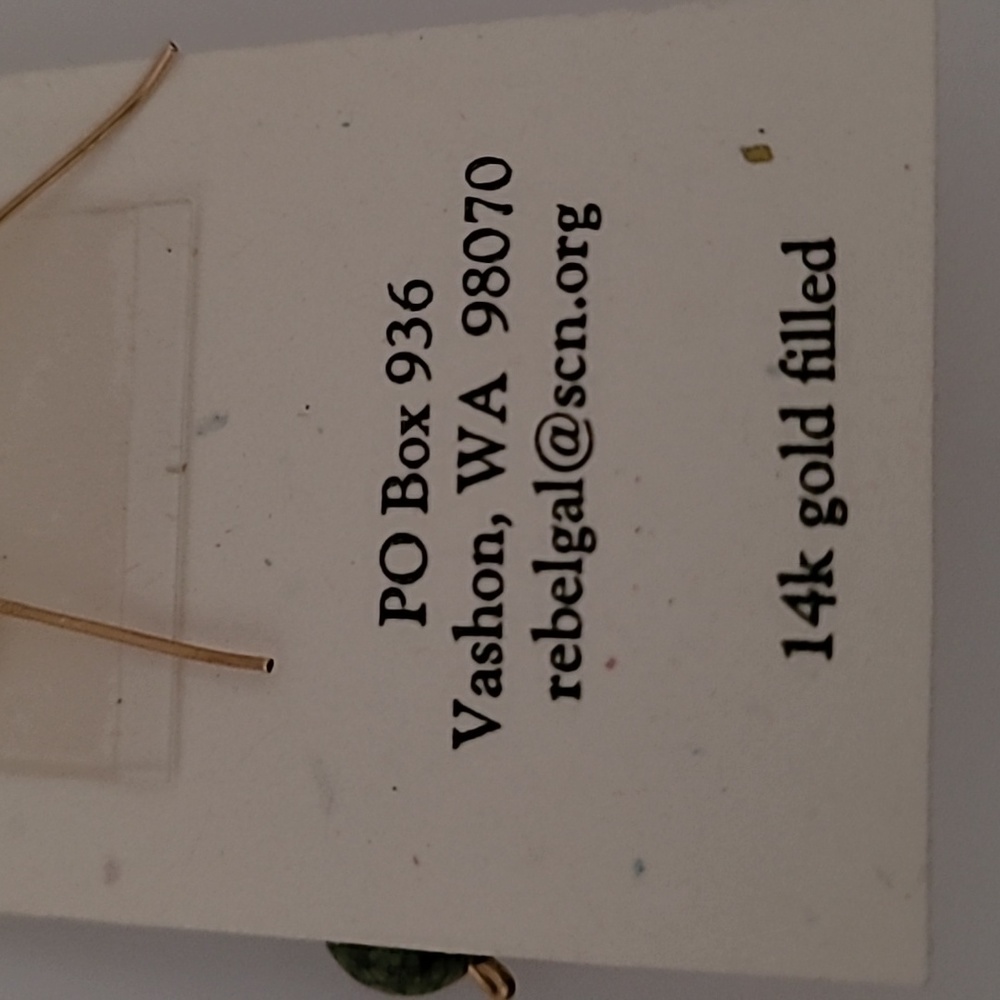 PO Box 936
Vashon, WA 98070
rebelgal@scn.org
14k gold filled